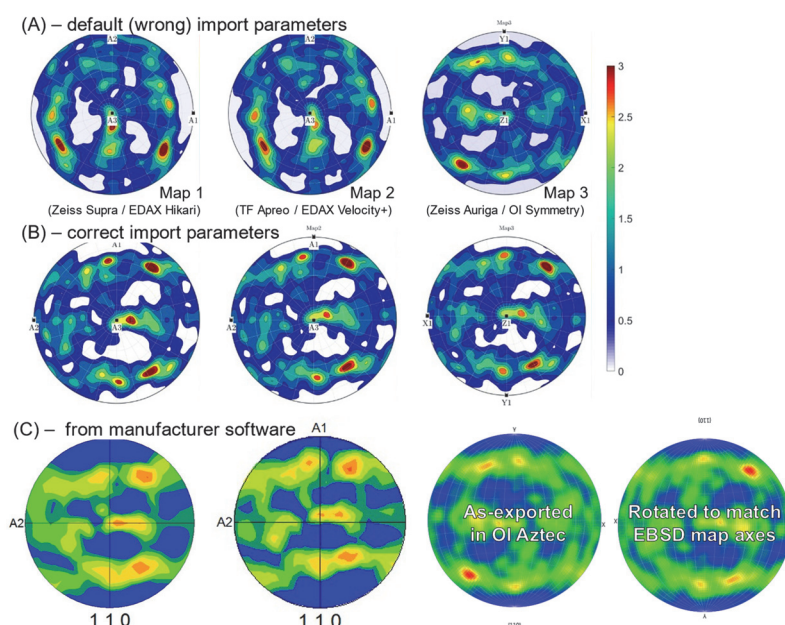 (A) – default (wrong) import parameters
A2
A2
Map3
Y1
A3
A1
A3
A1
Z1
X1
3
2.5
2
1.5
1
0.5
0
Map 1
(Zeiss Supra / EDAX Hikari)
Map 2
(TF Apreo / EDAX Velocity+)
Map 3
(Zeiss Auriga / OI Symmetry)
(B) – correct import parameters
A1
Map2
A1
Map3
A2
A3
A2
A3
X1
Z1
Y1
(C) – from manufacturer software
A1
Y
{011}
A2
A2
As-exported
in OI Aztec
X
X
Rotated to match
EBSD map axes
1 1 0
1 1 0